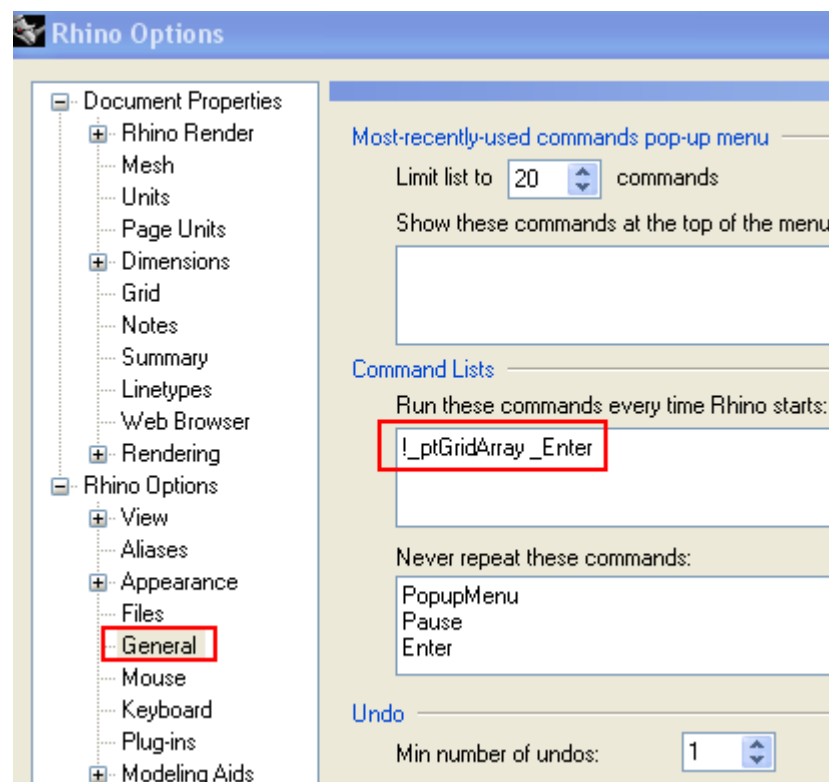 Rhino Options
Document Properties
Rhino Render
Mesh
Units
Page Units
Dimensions
Grid
Notes
Summary
Linetypes
Web Browser
Rendering
Rhino Options
View
Aliases
Appearance
Files
General
Mouse
Keyboard
Plug-ins
Modeling Aids
Most-recently-used commands pop-up menu
Limit list to 20 commands
Show these commands at the top of the menu
Command Lists
Run these commands every time Rhino starts:
!_ptGridArray _Enter
Never repeat these commands:
PopupMenu
Pause
Enter
Undo
Min number of undos: 1